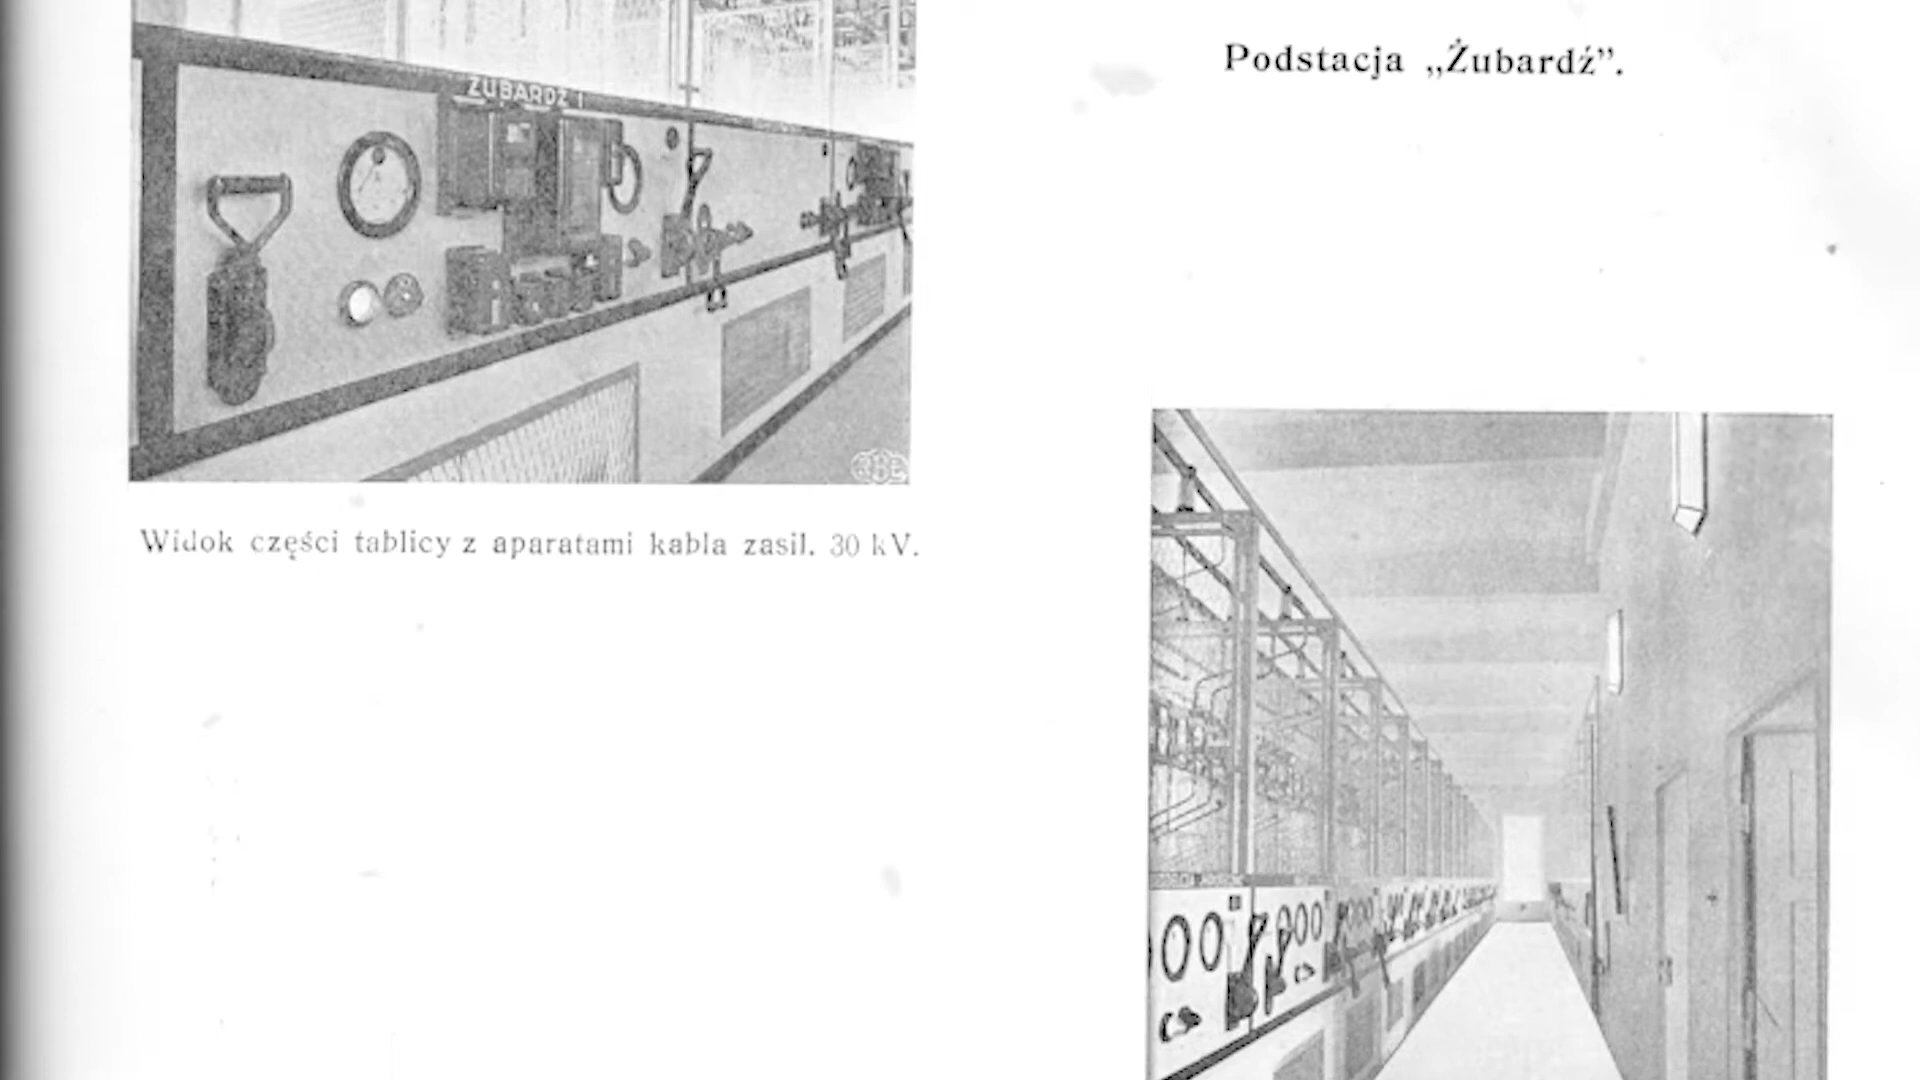 ŻUBARDŹ I
Podstacja „Żubardź”.
Widok części tablicy z aparatami kabla zasil. 30 kV.